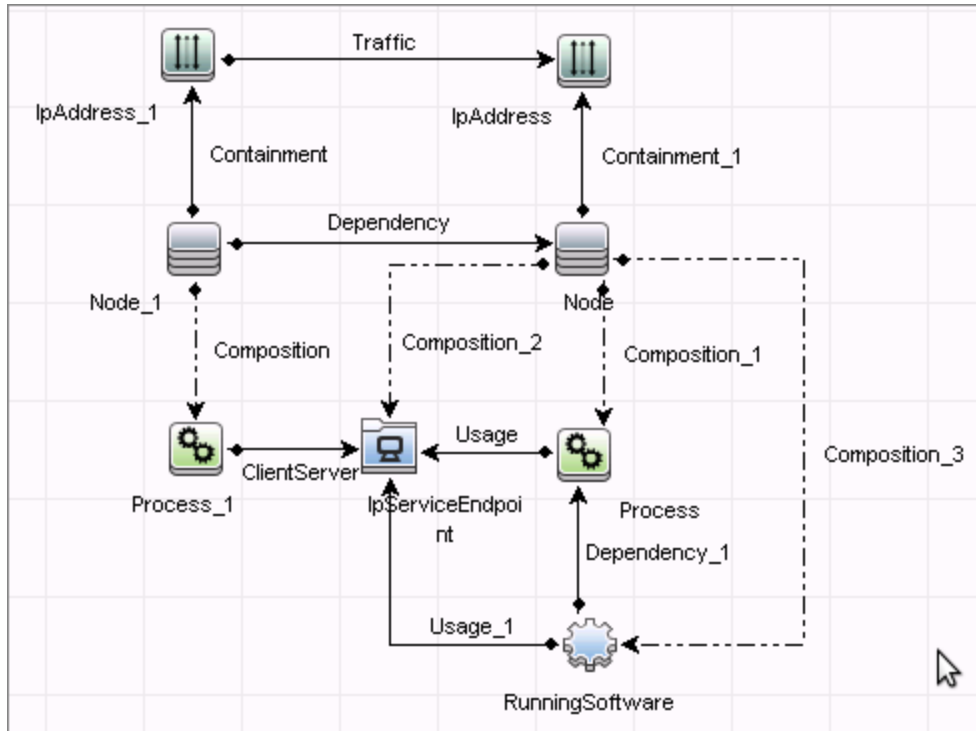 Traffic
IpAddress_1
IpAddress
Containment
Containment_1
Dependency
Node_1
Node
Composition
Composition_2
Composition_1
Usage
ClientServer
Composition_3
Process_1
IpServiceEndpoi
nt
Process
Dependency_1
Usage_1
RunningSoftware